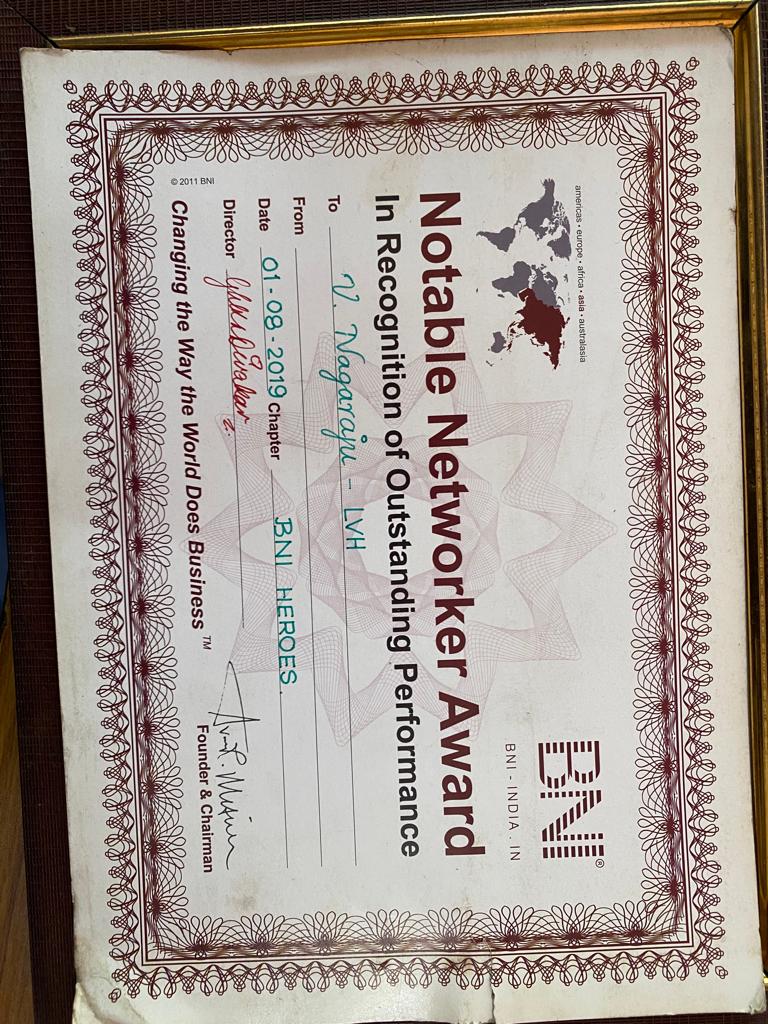 americas • europe • africa • asia • australasia
BNI®
BNI-INDIA.IN
Notable Networker Award
In Recognition of Outstanding Performance
To V. Nagaraju - LVH
From
Date 01-08-2019 Chapter BNI HEROES.
Director
Founder & Chairman
Changing the Way the World Does Business ™
© 2011 BNI